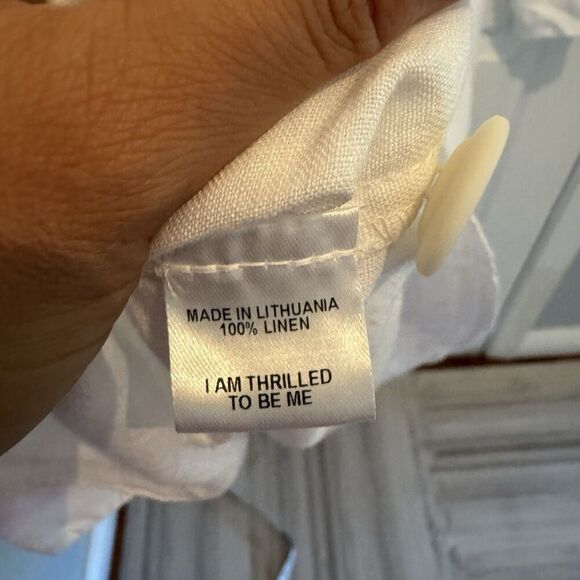 MADE IN LITHUANIA
100% LINEN
I AM THRILLED
TO BE ME